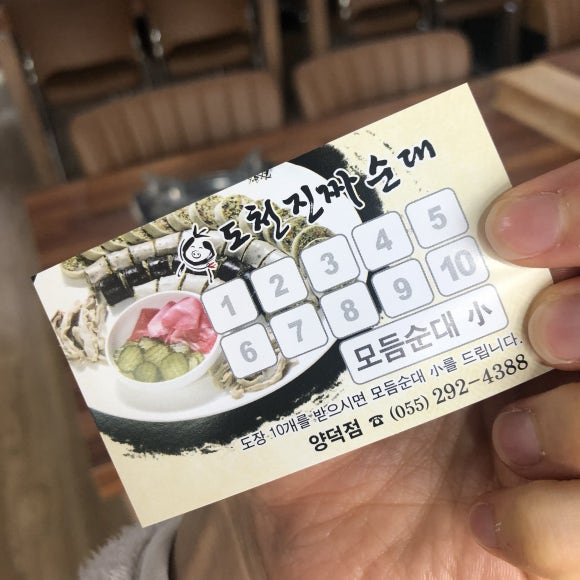 도천진짜순대
1 2 3 4 5
6 7 8 9 10
모듬순대 小
도장 10개를 받으시면 모듬순대 小를 드립니다.
양덕점 ☎ (055) 292-4388